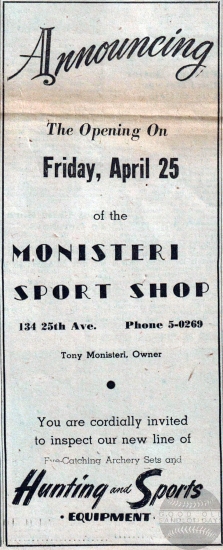 Announcing
The Opening On
Friday, April 25
of the
MONISTERI
SPORT SHOP
134 25th Ave. Phone 5-0269
Tony Monisteri, Owner
You are cordially invited
to inspect our new line of
Eye-Catching Archery Sets and
Hunting and Sports
· EQUIPMENT ·